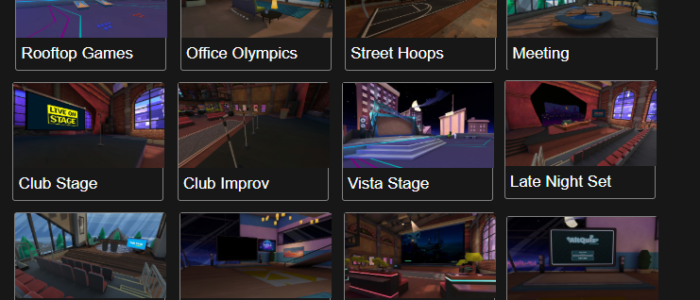 Rooftop Games
Office Olympics
Street Hoops
Meeting
LIVE ON
STAGE
Club Stage
Club Improv
Vista Stage
Late Night Set